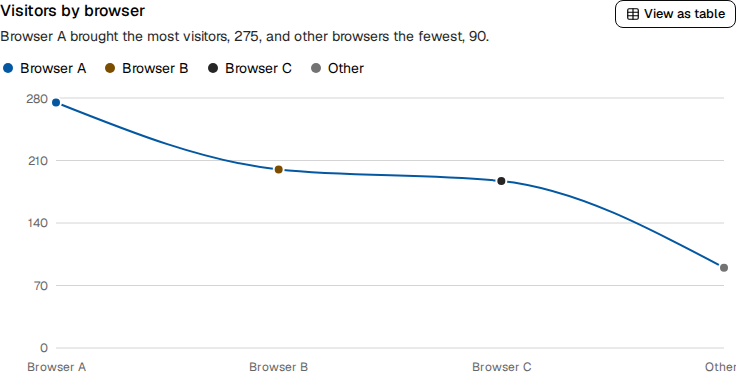 Visitors by browser
View as table
Browser A brought the most visitors, 275, and other browsers the fewest, 90.
Browser A Browser B Browser C Other
280
210
140
70
0
Browser A Browser B Browser C Other